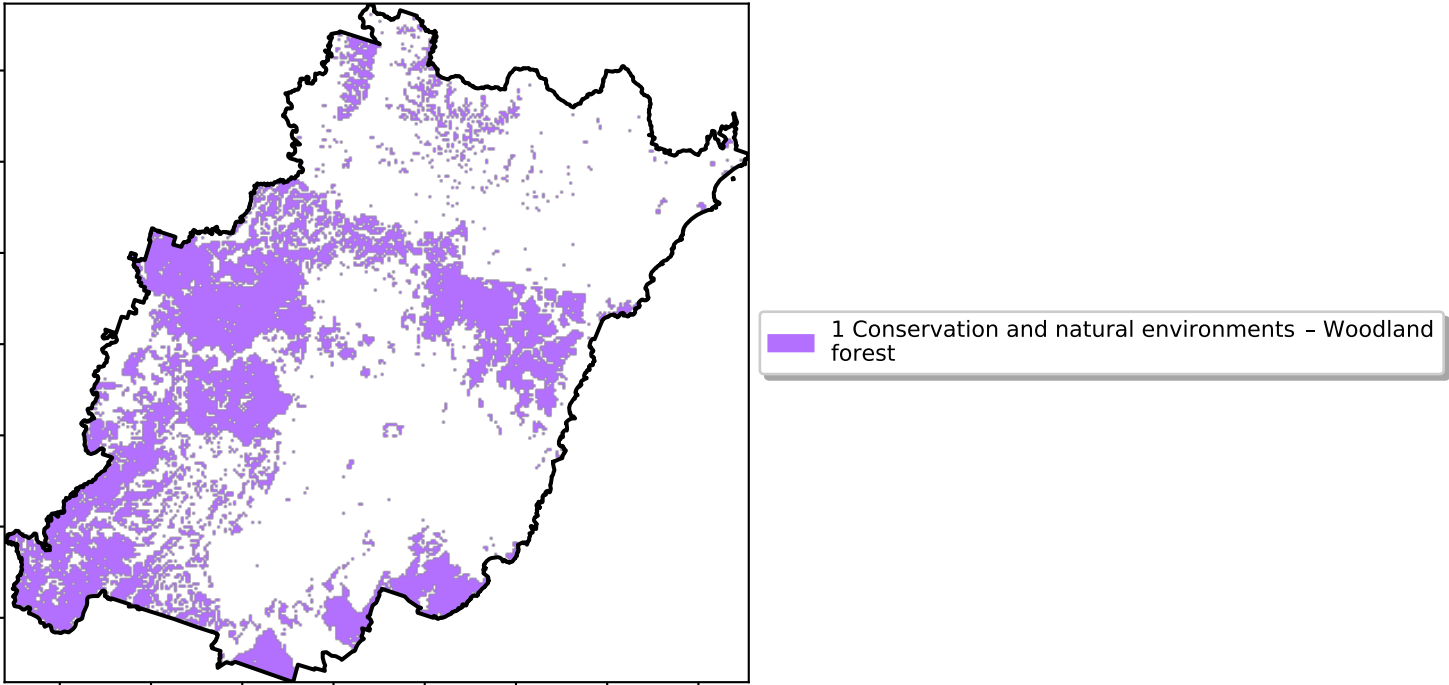 1 Conservation and natural environments – Woodland
forest